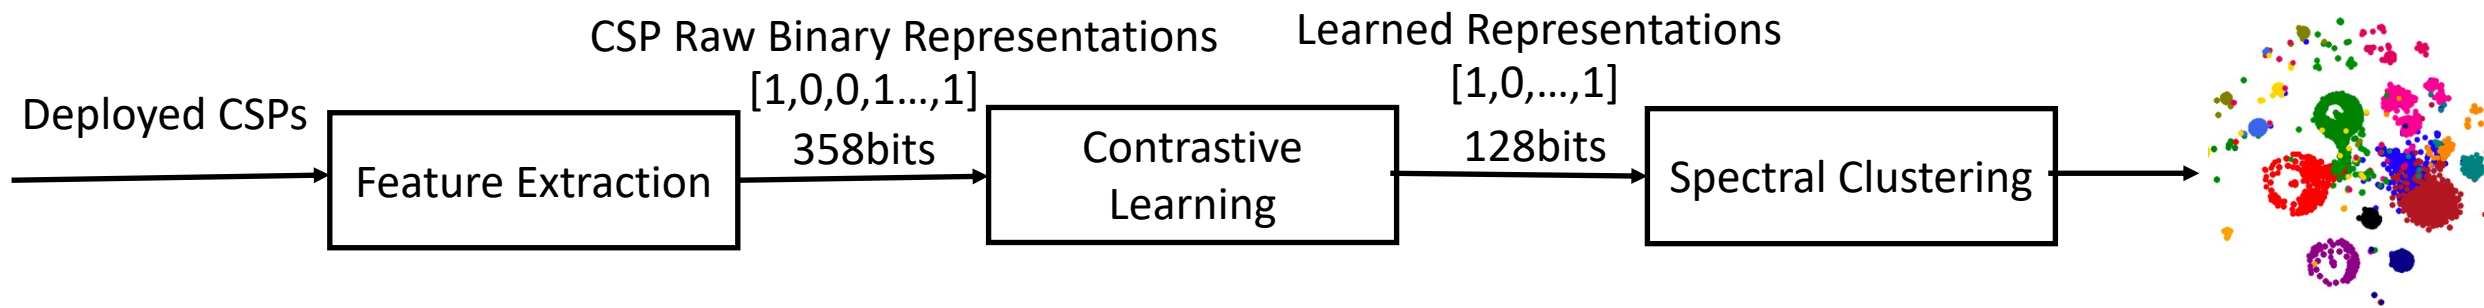 Deployed CSPs
Feature Extraction
CSP Raw Binary Representations
[1,0,0,1...,1]
358bits
Contrastive
Learning
Learned Representations
[1,0,...,1]
128bits
Spectral Clustering